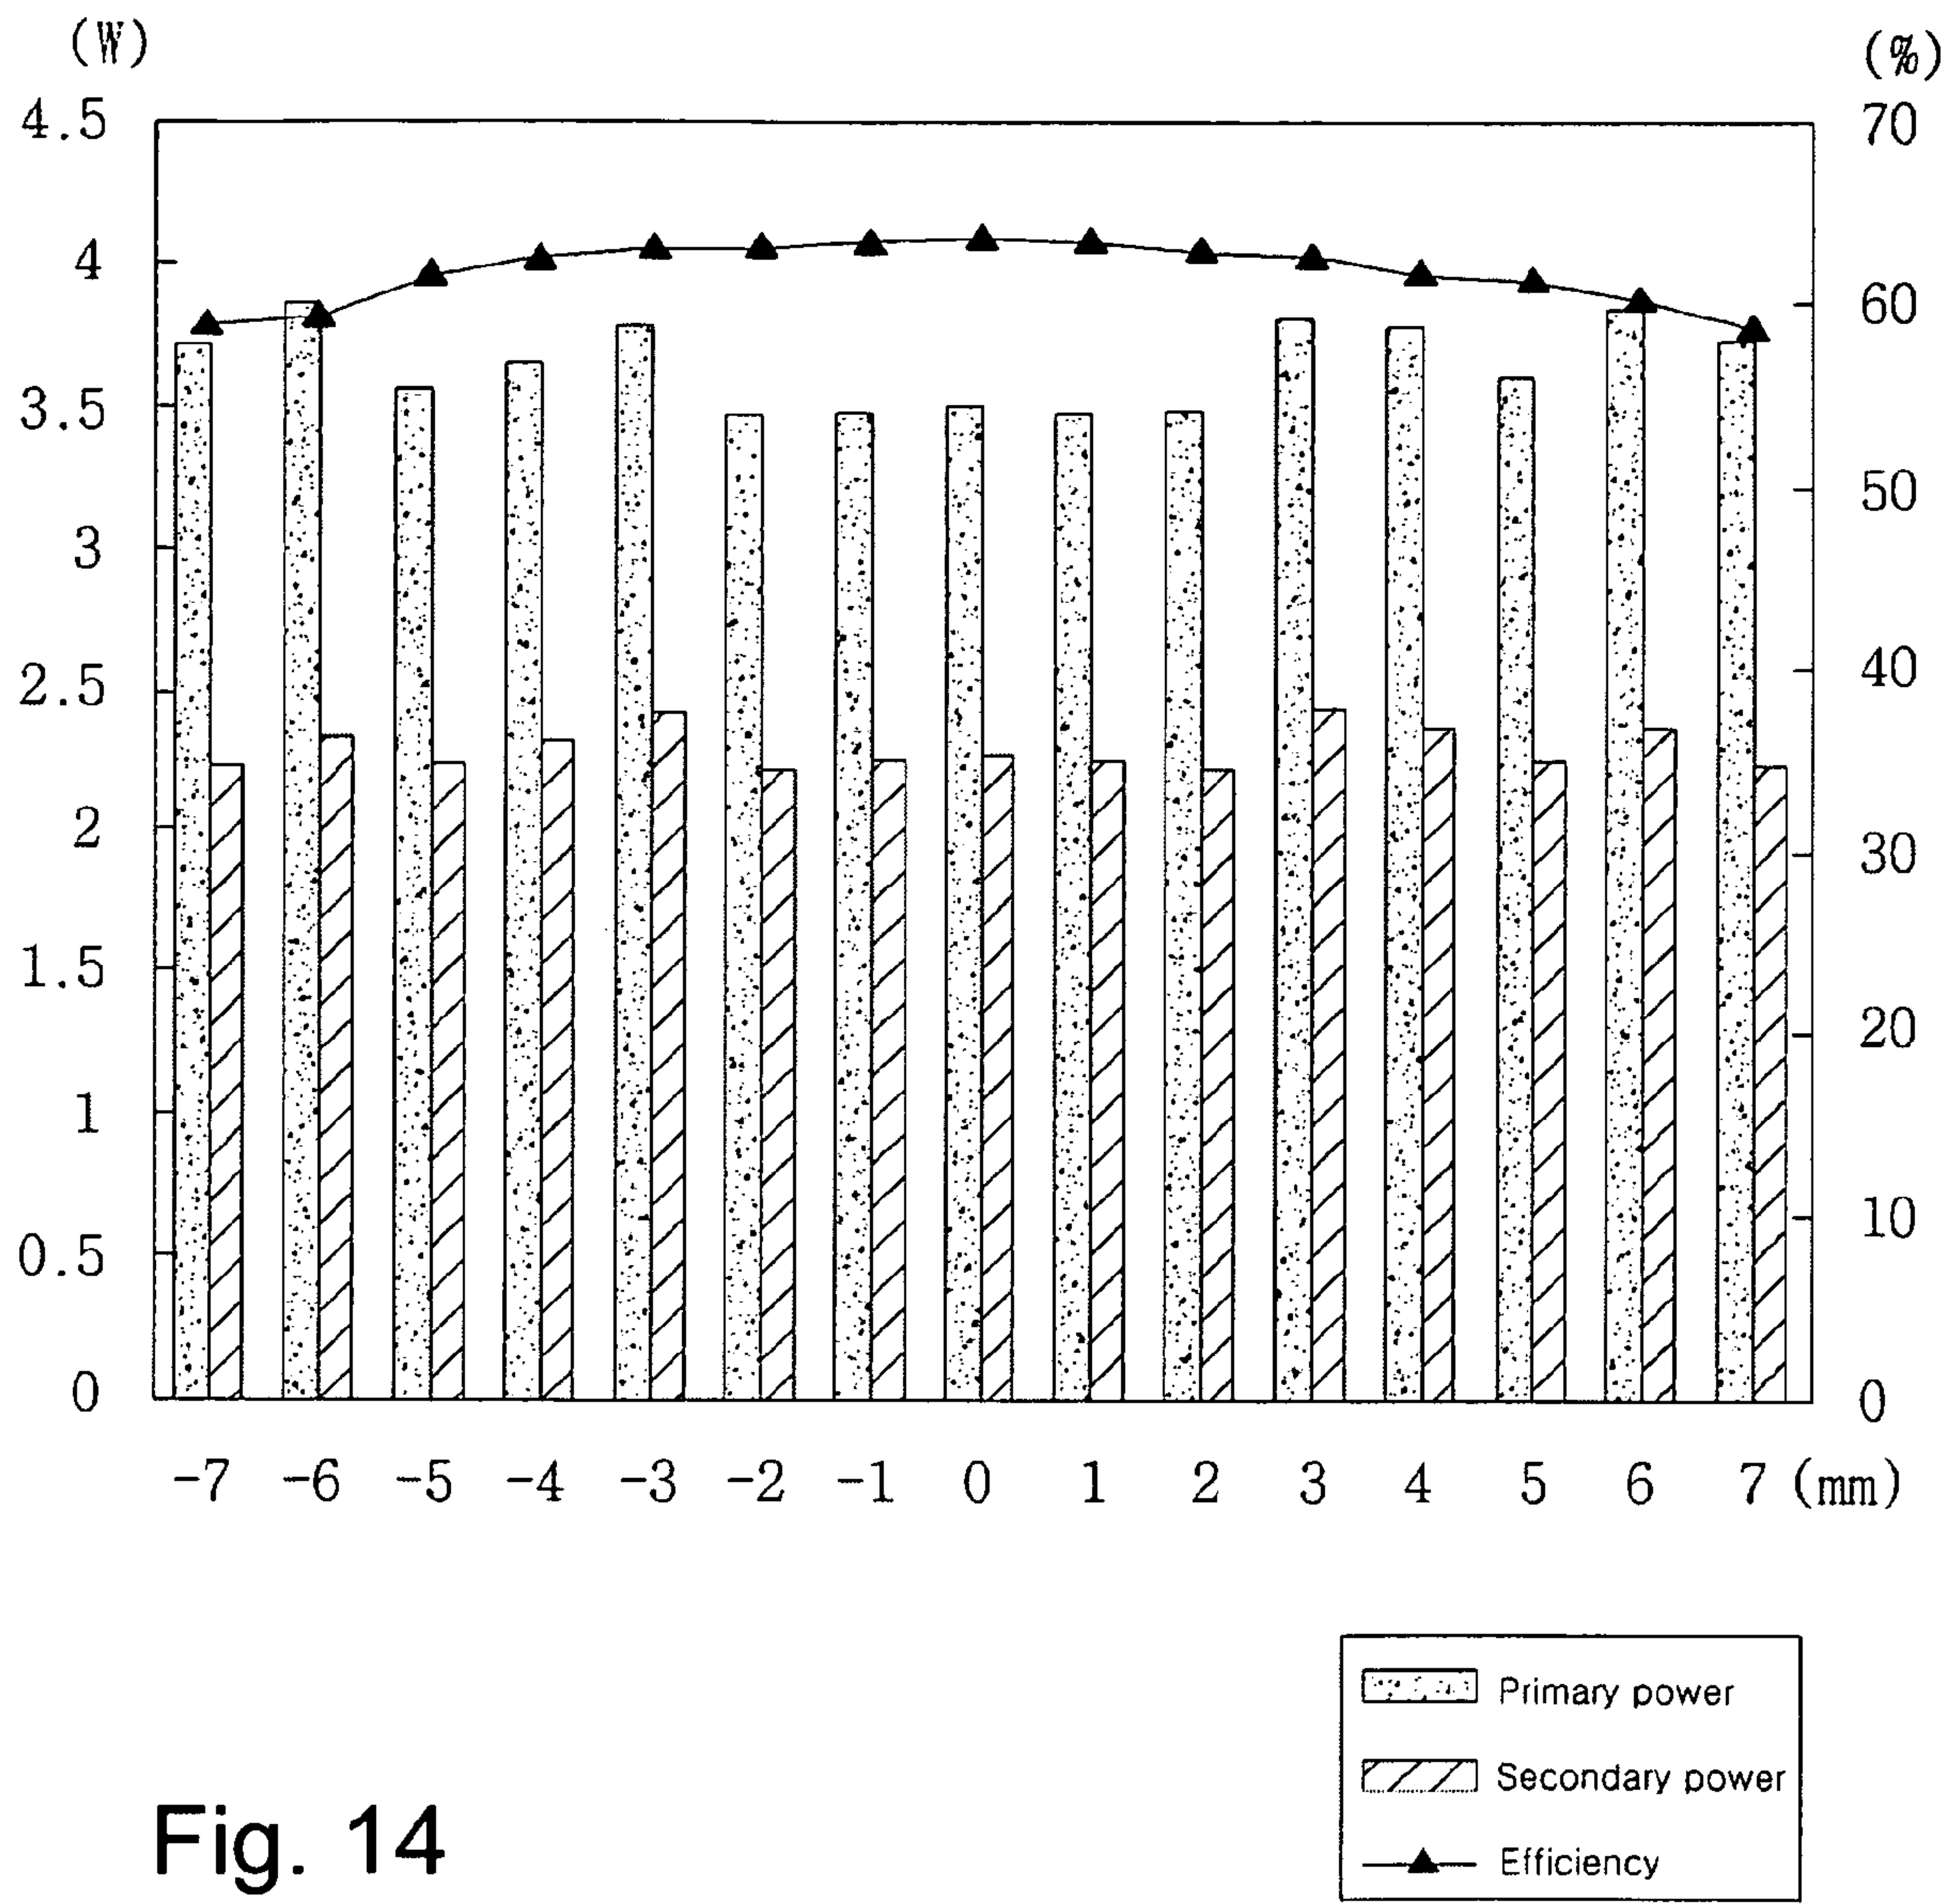 (W) (%)
4.5 70
4
60
3.5
50
3
2.5 40
2 30
1.5
20
1
10
0.5
0 0
-7 -6 -5 -4 -3 -2 -1 0 1 2 3 4 5 6 7 (mm)
Primary power
Secondary power
Efficiency
Fig. 14